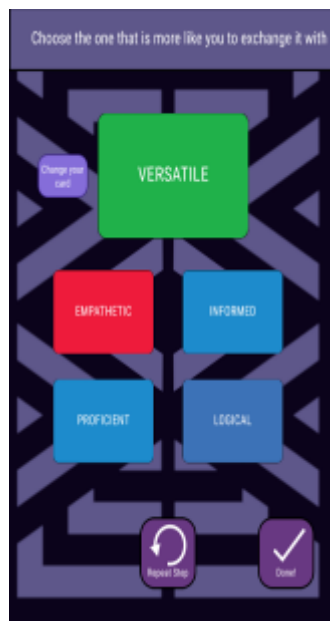 Choose the one that is more like you to exchange it with
VERSATILE
Change your
card
EMPATHETIC
INFORMED
PROFICIENT
LOGICAL
Repeat Step
Done!